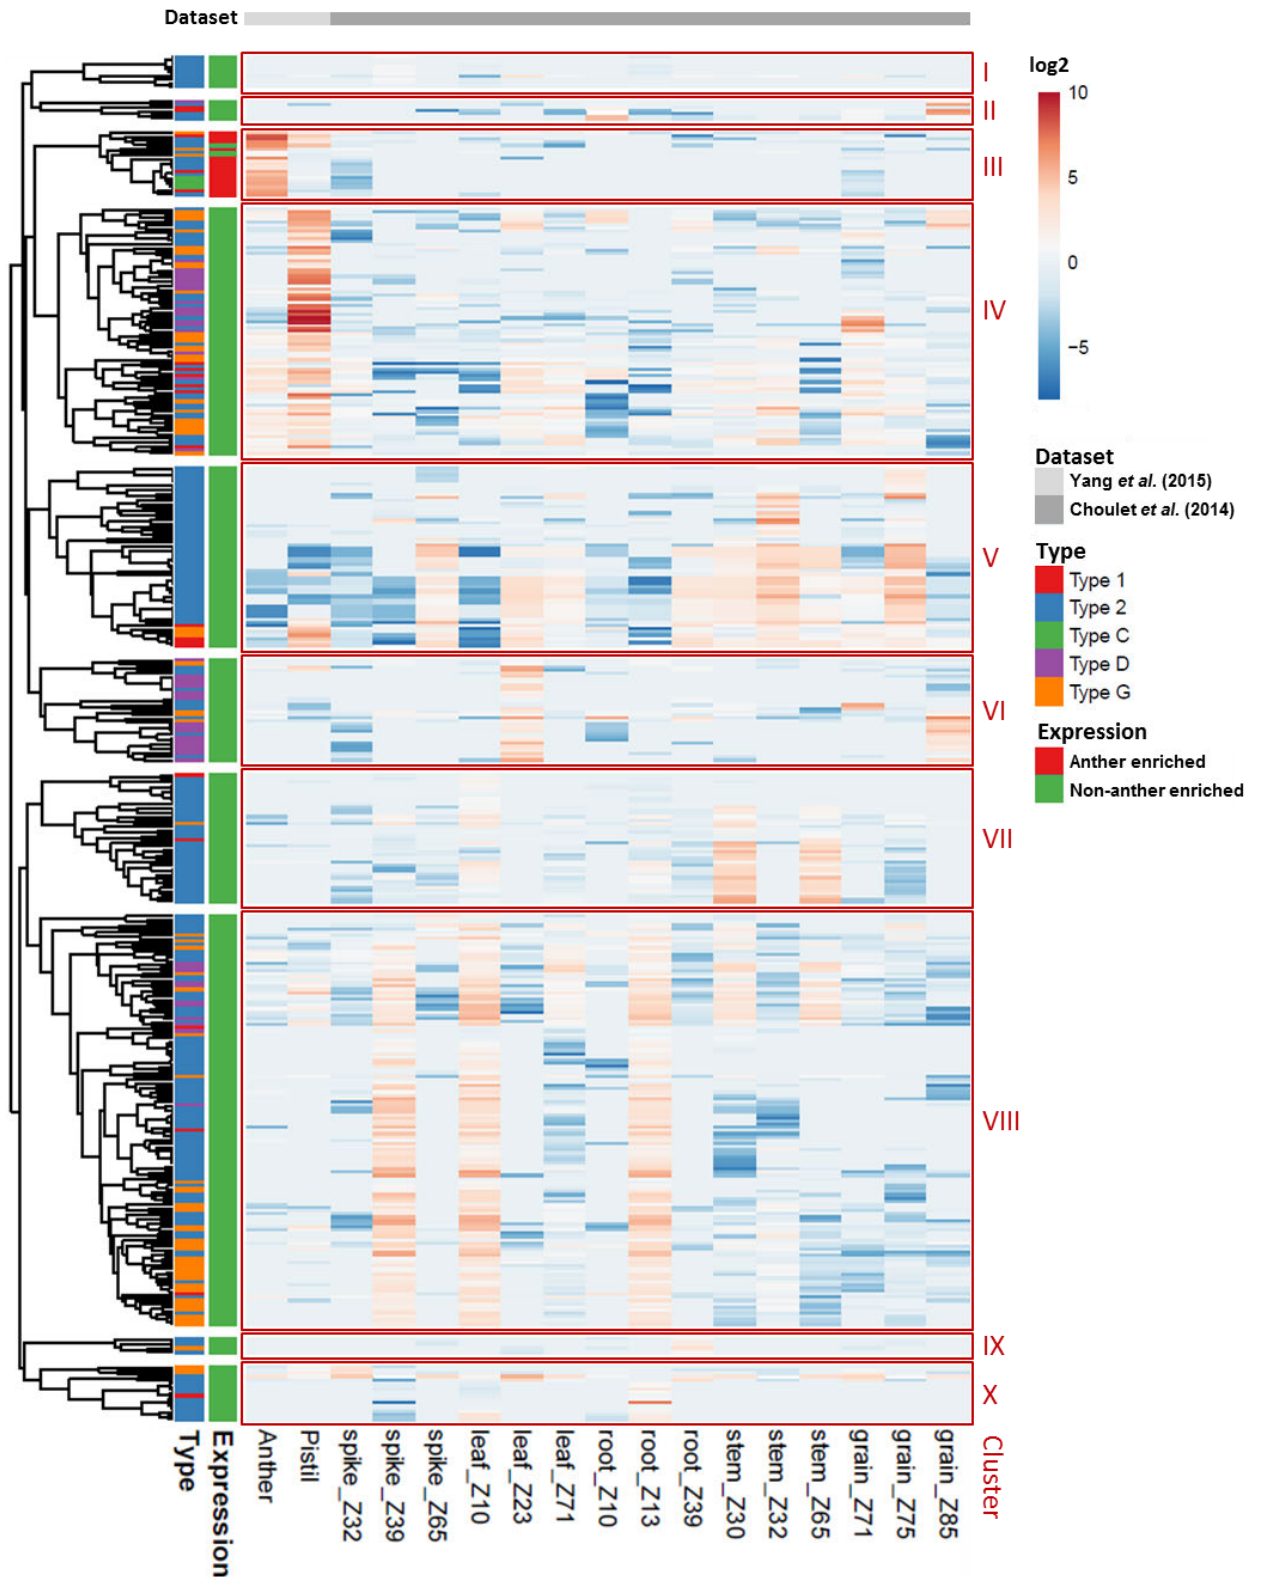 Dataset
I
II
III
IV
V
VI
VII
VIII
IX
X
Cluster
Type
Expression
Anther
Pistil
spike_Z32
spike_Z39
spike_Z65
leaf_Z10
leaf_Z23
leaf_Z71
root_Z10
root_Z13
root_Z39
stem_Z30
stem_Z32
stem_Z65
grain_Z71
grain_Z75
grain_Z85
log2
10
5
0
−5
Dataset
Yang et al. (2015)
Choulet et al. (2014)
Type
Type 1
Type 2
Type C
Type D
Type G
Expression
Anther enriched
Non-anther enriched